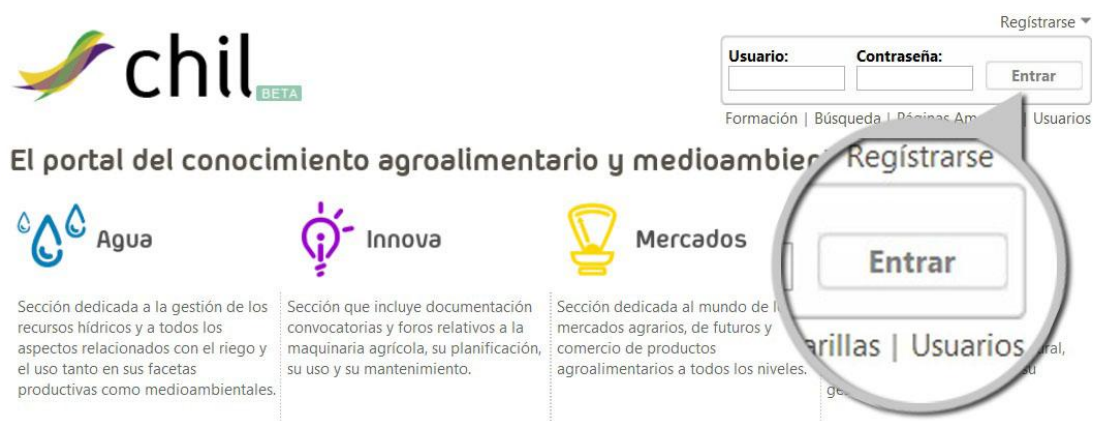 Regístrarse
chil
BETA
Usuario: Contraseña:
Entrar
Formación | Búsqueda | Páginas | Usuarios
El portal del conocimiento agroalimentario y
Regístrarse
Entrar
arillas | Usuarios
Agua
Sección dedicada a la gestión de los
recursos hídricos y a todos los
aspectos relacionados con el riego y
el uso tanto en sus facetas
productivas como medioambientales.
Innova
Sección que incluye documentación
convocatorias y foros relativos a la
maquinaria agrícola, su planificación,
su uso y su mantenimiento.
Mercados
Sección dedicada al mundo de
mercados agrarios, de futuros y
comercio de productos
agroalimentarios a todos los niveles.
su